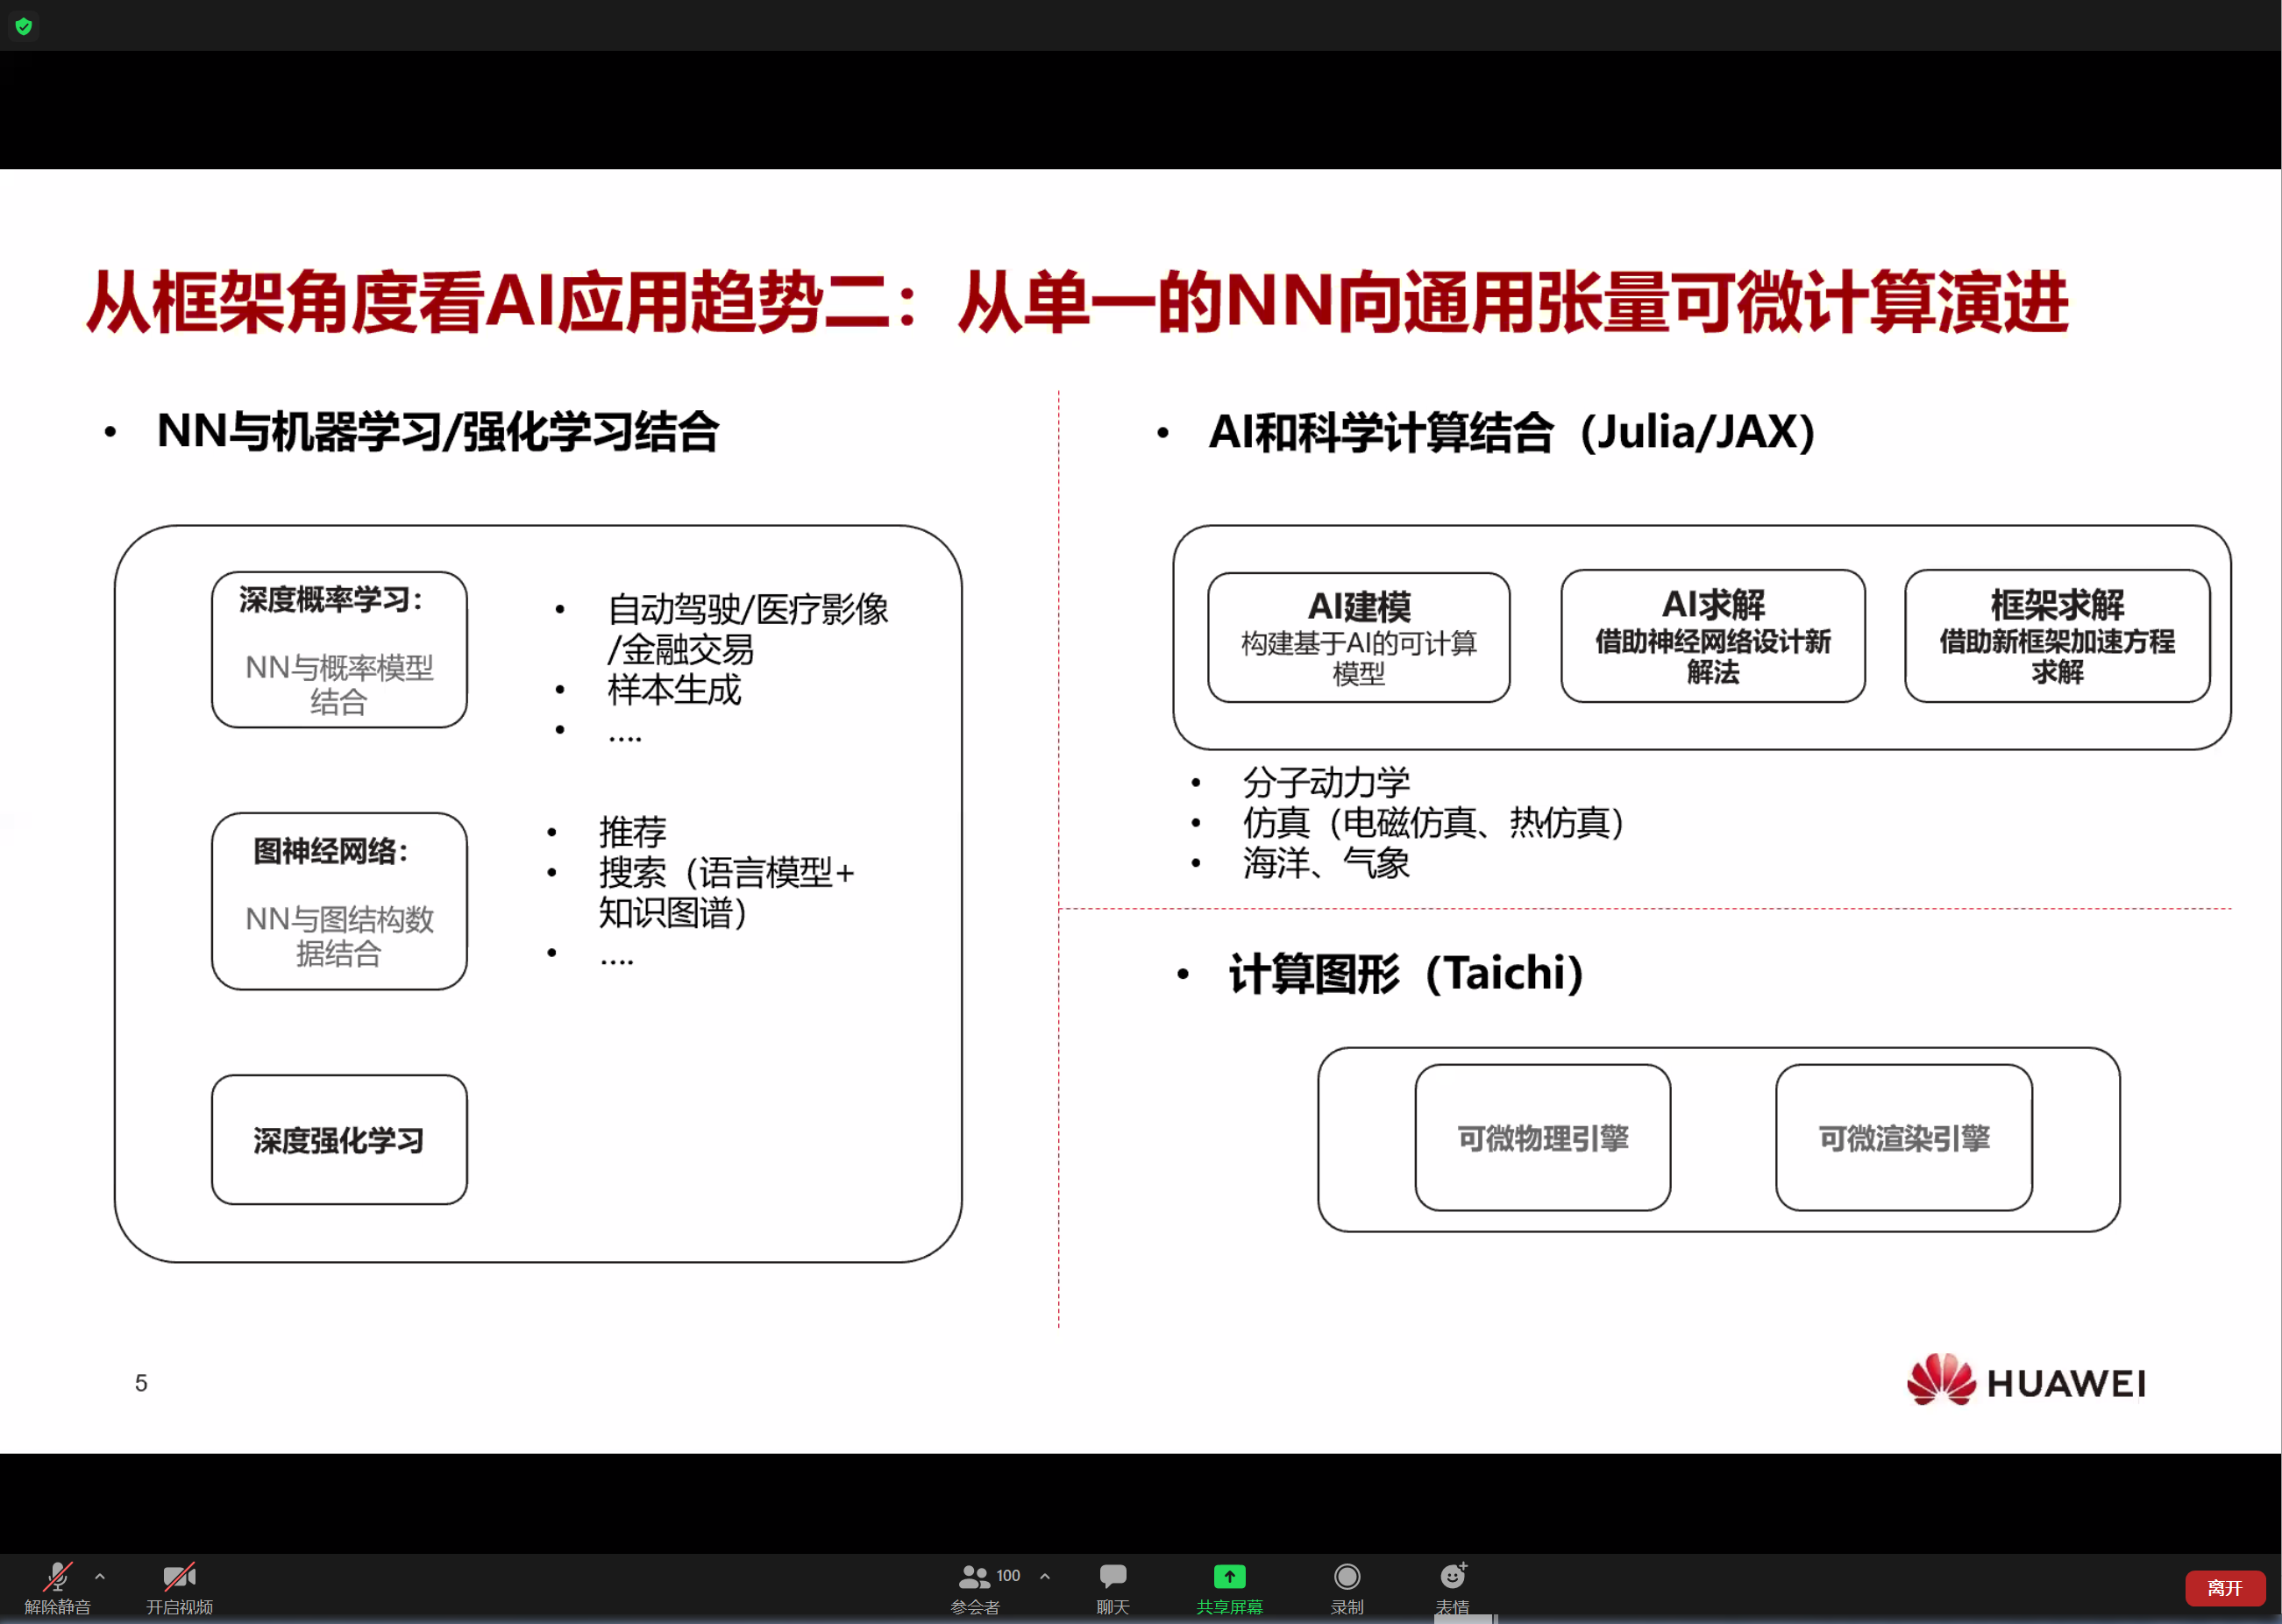 从框架角度看AI应用趋势二：从单一的NN向通用张量可微计算演进
• NN与机器学习/强化学习结合
深度概率学习：
NN与概率模型
结合
• 自动驾驶/医疗影像
/金融交易
• 样本生成
• ....
图神经网络：
NN与图结构数
据结合
• 推荐
• 搜索（语言模型+
知识图谱）
• ....
深度强化学习
• AI和科学计算结合（Julia/JAX）
AI建模
构建基于AI的可计算
模型
AI求解
借助神经网络设计新
解法
框架求解
借助新框架加速方程
求解
• 分子动力学
• 仿真（电磁仿真、热仿真）
• 海洋、气象
• 计算图形（Taichi）
可微物理引擎
可微渲染引擎
5
HUAWEI
解除静音
开启视频
100
参会者
聊天
共享屏幕
录制
表情
离开